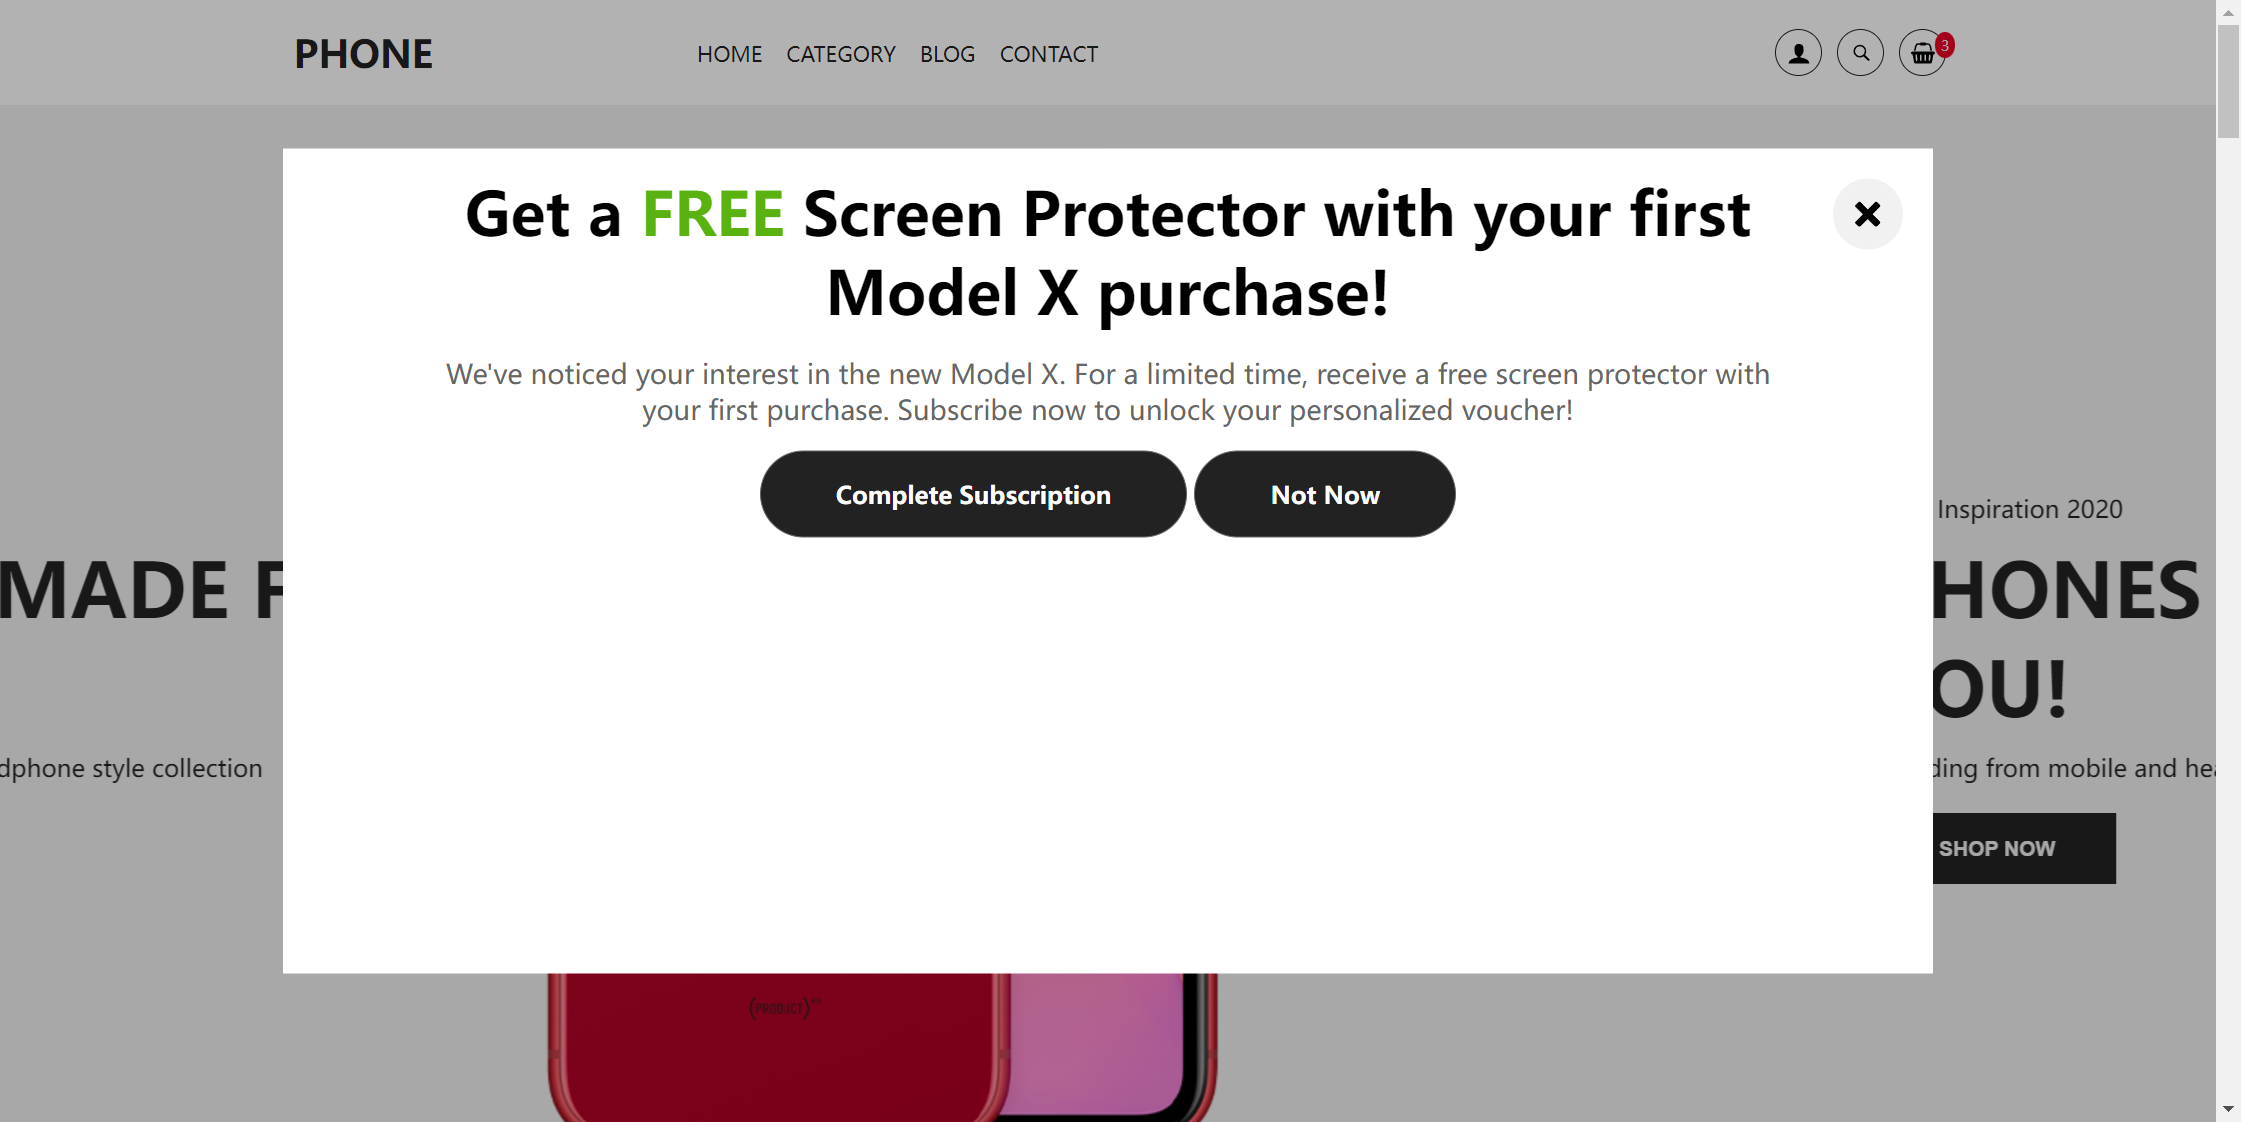 PHONE
HOME CATEGORY BLOG CONTACT
3
Get a FREE Screen Protector with your first
Model X purchase!
We've noticed your interest in the new Model X. For a limited time, receive a free screen protector with
your first purchase. Subscribe now to unlock your personalized voucher!
Complete Subscription Not Now
Inspiration 2020
MADE F
HONES
OU!
dphone style collection
ding from mobile and hea
SHOP NOW
(PRODUCT)